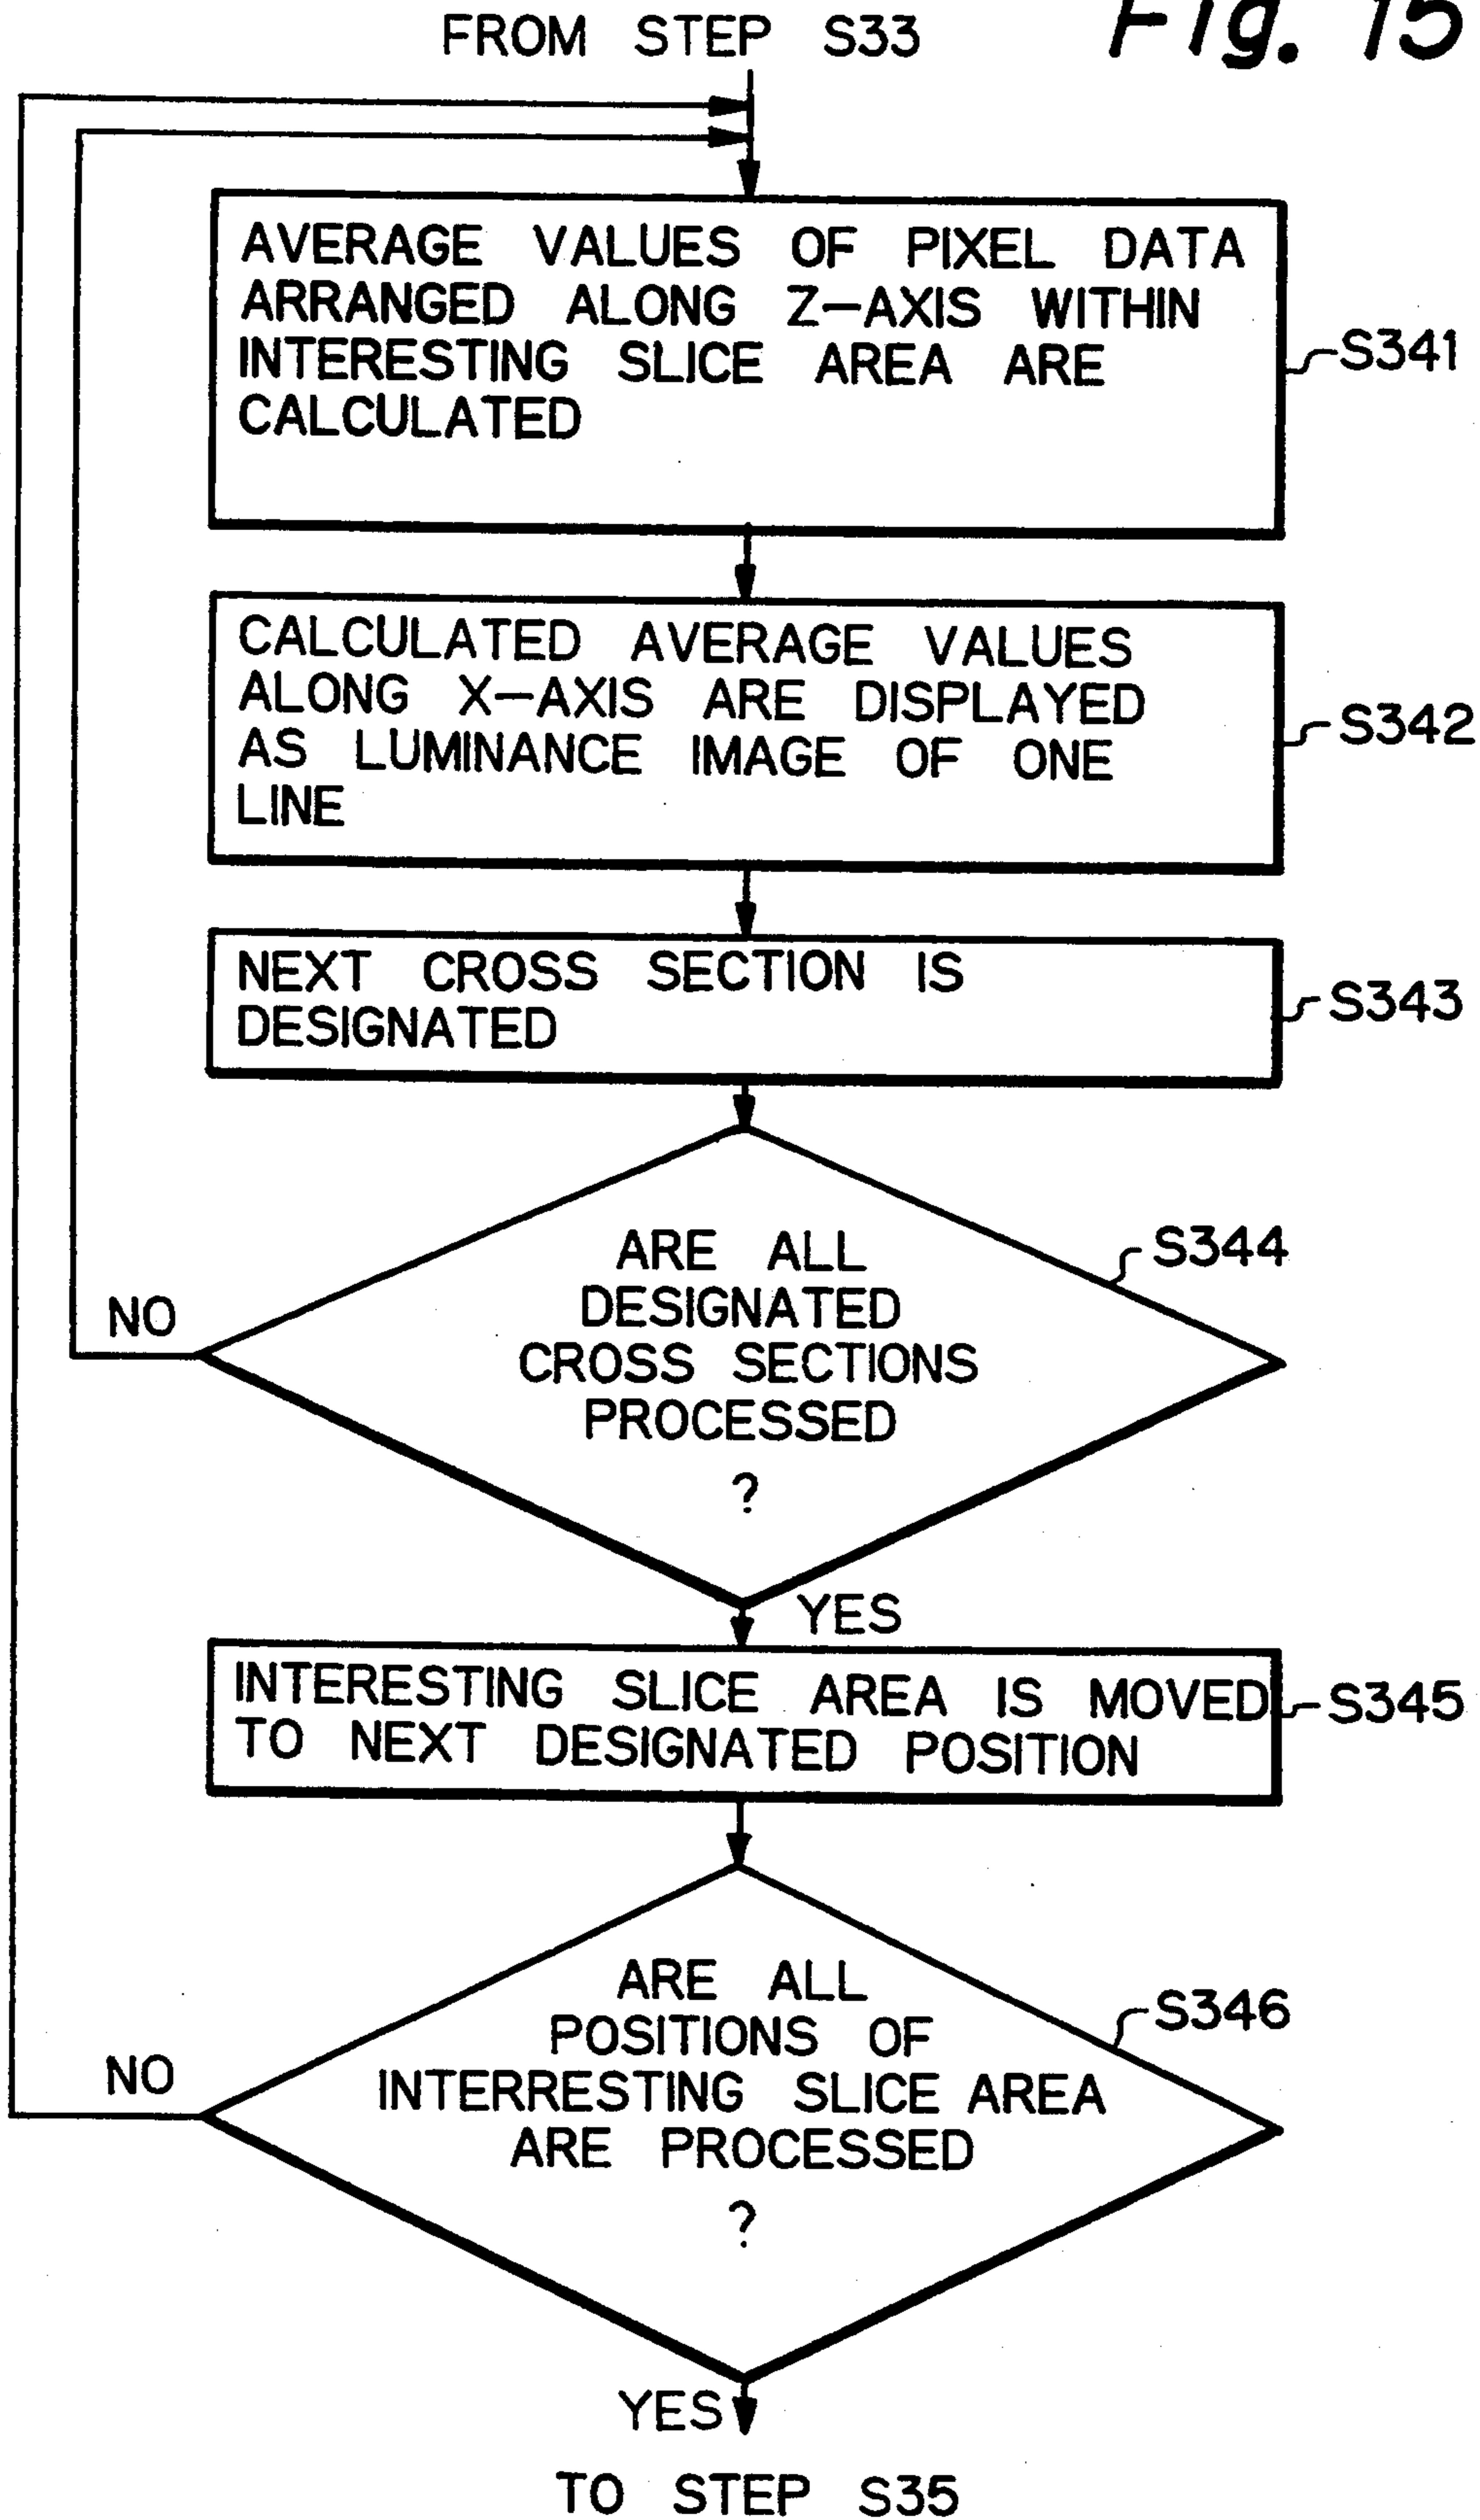 FROM STEP S33
Fig. 15
AVERAGE VALUES OF PIXEL DATA
ARRANGED ALONG Z-AXIS WITHIN
INTERESTING SLICE AREA ARE
CALCULATED
S341
CALCULATED AVERAGE VALUES
ALONG X-AXIS ARE DISPLAYED
AS LUMINANCE IMAGE OF ONE
LINE
S342
NEXT CROSS SECTION IS
DESIGNATED
S343
ARE ALL
DESIGNATED
CROSS SECTIONS
PROCESSED
?
S344
NO
YES
INTERESTING SLICE AREA IS MOVED
TO NEXT DESIGNATED POSITION
S345
ARE ALL
POSITIONS OF
INTERRESTING SLICE AREA
ARE PROCESSED
?
S346
NO
YES
TO STEP S35